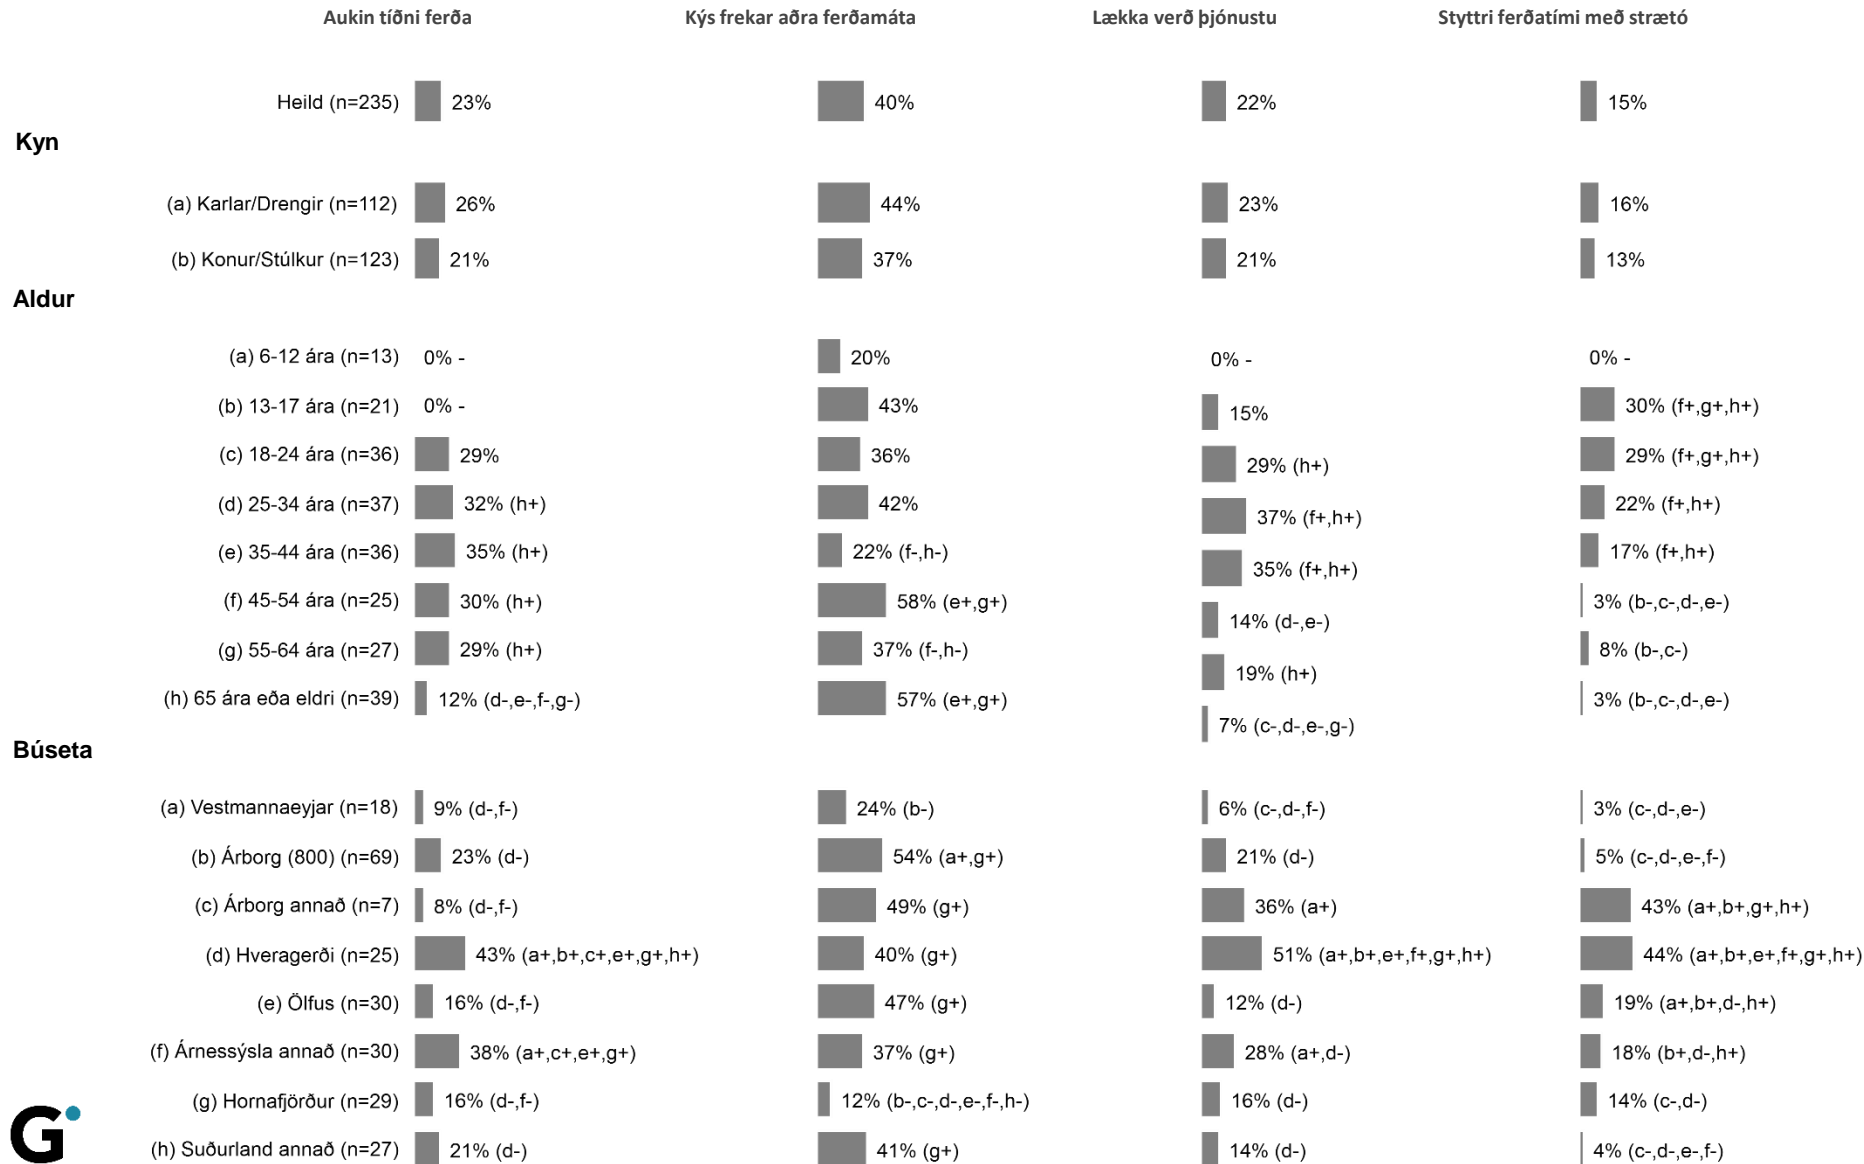 Aukin tíðni ferða Kýs frekar aðra ferðamáta Lækka verð þjónustu Styttri ferðatími með strætó
Heild (n=235) 23% 40% 22% 15%
Kyn
(a) Karlar/Drengir (n=112) 26% 44% 23% 16%
(b) Konur/Stúlkur (n=123) 21% 37% 21% 13%
Aldur
(a) 6-12 ára (n=13) 0% - 20% 0% - 0% -
(b) 13-17 ára (n=21) 0% - 43% 15% 30% (f+,g+,h+)
(c) 18-24 ára (n=36) 29% 36% 29% (h+) 29% (f+,g+,h+)
(d) 25-34 ára (n=37) 32% (h+) 42% 37% (f+,h+) 22% (f+,h+)
(e) 35-44 ára (n=36) 35% (h+) 22% (f-,h-) 35% (f+,h+) 17% (f+,h+)
(f) 45-54 ára (n=25) 30% (h+) 58% (e+,g+) 14% (d-,e-) 3% (b-,c-,d-,e-)
(g) 55-64 ára (n=27) 29% (h+) 37% (f-,h-) 19% (h+) 8% (b-,c-)
(h) 65 ára eða eldri (n=39) 12% (d-,e-,f-,g-) 57% (e+,g+) 7% (c-,d-,e-,g-) 3% (b-,c-,d-,e-)
Búseta
(a) Vestmannaeyjar (n=18) 9% (d-,f-) 24% (b-) 6% (c-,d-,f-) 3% (c-,d-,e-)
(b) Árborg (800) (n=69) 23% (d-) 54% (a+,g+) 21% (d-) 5% (c-,d-,e-,f-)
(c) Árborg annað (n=7) 8% (d-,f-) 49% (g+) 36% (a+) 43% (a+,b+,g+,h+)
(d) Hveragerði (n=25) 43% (a+,b+,c+,e+,g+,h+) 40% (g+) 51% (a+,b+,e+,f+,g+,h+) 44% (a+,b+,e+,f+,g+,h+)
(e) Ölfus (n=30) 16% (d-,f-) 47% (g+) 12% (d-) 19% (a+,b+,d-,h+)
(f) Árnessýsla annað (n=30) 38% (a+,c+,e+,g+) 37% (g+) 28% (a+,d-) 18% (b+,d-,h+)
(g) Hornafjörður (n=29) 16% (d-,f-) 12% (b-,c-,d-,e-,f-,h-) 16% (d-) 14% (c-,d-)
(h) Suðurland annað (n=27) 21% (d-) 41% (g+) 14% (d-) 4% (c-,d-,e-,f-)
G